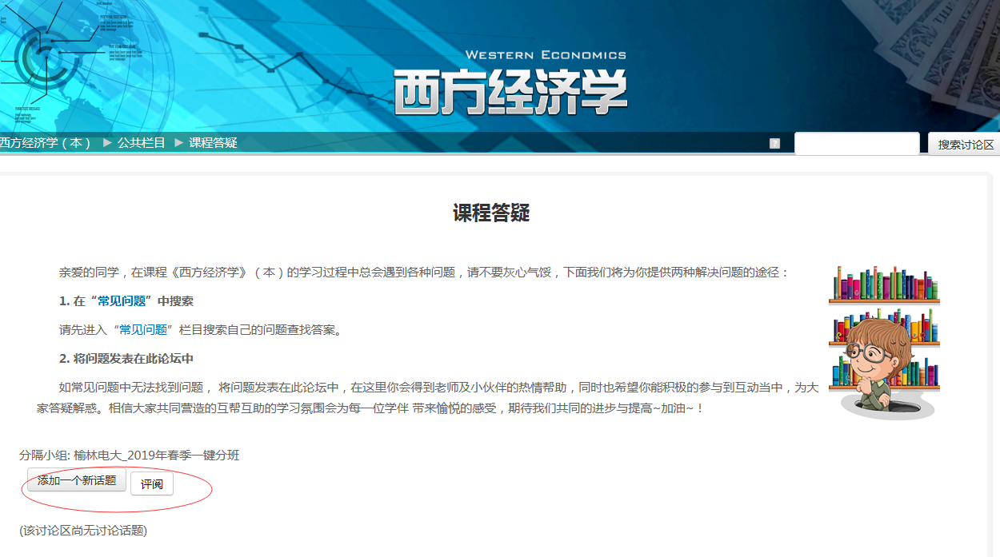 WESTERN ECONOMICS
西方经济学
西方经济学（本） ▶ 公共栏目 ▶ 课程答疑
?
搜索讨论区
课程答疑
亲爱的同学，在课程《西方经济学》（本）的学习过程中总会遇到各种问题，请不要灰心气馁，下面我们将为你提供两种解决问题的途径：
1. 在“常见问题”中搜索
请先进入“常见问题”栏目搜索自己的问题查找答案。
2. 将问题发表在此论坛中
如常见问题中无法找到问题， 将问题发表在此论坛中，在这里你会得到老师及小伙伴的热情帮助，同时也希望你能积极的参与到互动当中，为大
家答疑解惑。相信大家共同营造的互帮互助的学习氛围会为每一位学伴 带来愉悦的感受，期待我们共同的进步与提高~加油~！
分隔小组: 榆林电大_2019年春季一键分班
添加一个新话题 评阅
(该讨论区尚无讨论话题)